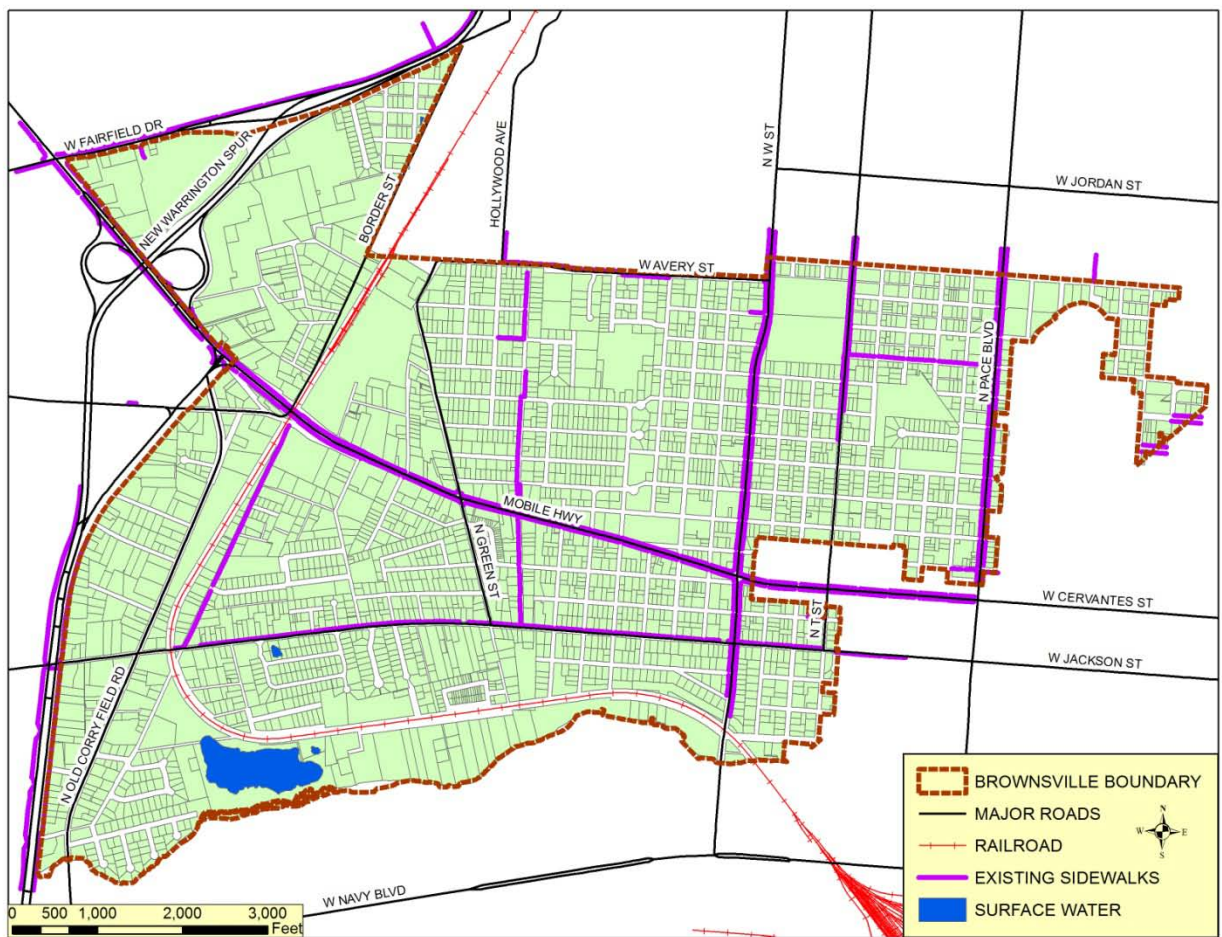 W FAIRFIELD DR
NEW WARRINGTON SPUR
BORDER ST
HOLLYWOOD AVE
N W ST
W JORDAN ST
W AVERY ST
N PACE BLVD
MOBILE HWY
N GREEN ST
N T ST
W CERVANTES ST
W JACKSON ST
N OLD CORRY FIELD RD
W NAVY BLVD
0 500 1,000 2,000 3,000
Feet
BROWNSVILLE BOUNDARY
MAJOR ROADS
RAILROAD
EXISTING SIDEWALKS
SURFACE WATER
N
W E
S